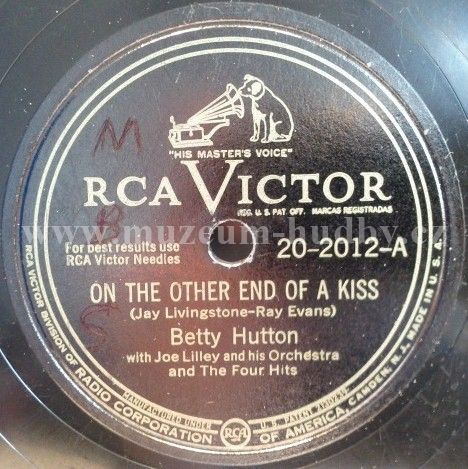 "HIS MASTER'S VOICE"
RCA VICTOR
REG. U. S. PAT. OFF. MARCAS REGISTRADAS
M
B
S
www.muzeum-hudby.cz
For best results use
RCA Victor Needles
20-2012-A
ON THE OTHER END OF A KISS
(Jay Livingstone-Ray Evans)
Betty Hutton
with Joe Lilley and his Orchestra
and The Four Hits
MANUFACTURED UNDER
RCA
U. S. PATENT 230239
RCA VICTOR DIVISION OF RADIO CORPORATION OF AMERICA, CAMDEN, N. J. MADE IN U. S. A.